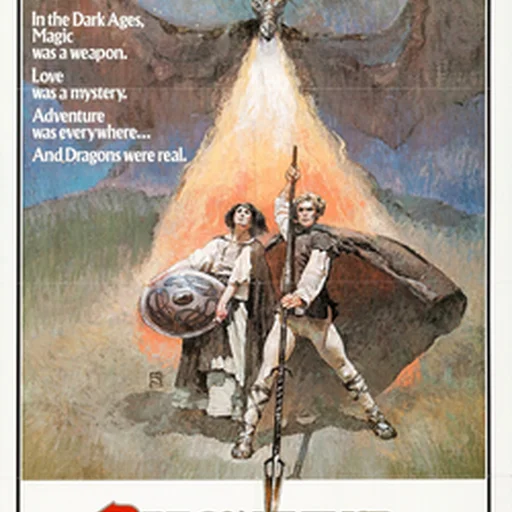 In the Dark Ages,
Magic
was a weapon.
Love
was a mystery.
Adventure
was everywhere...
And Dragons were real.